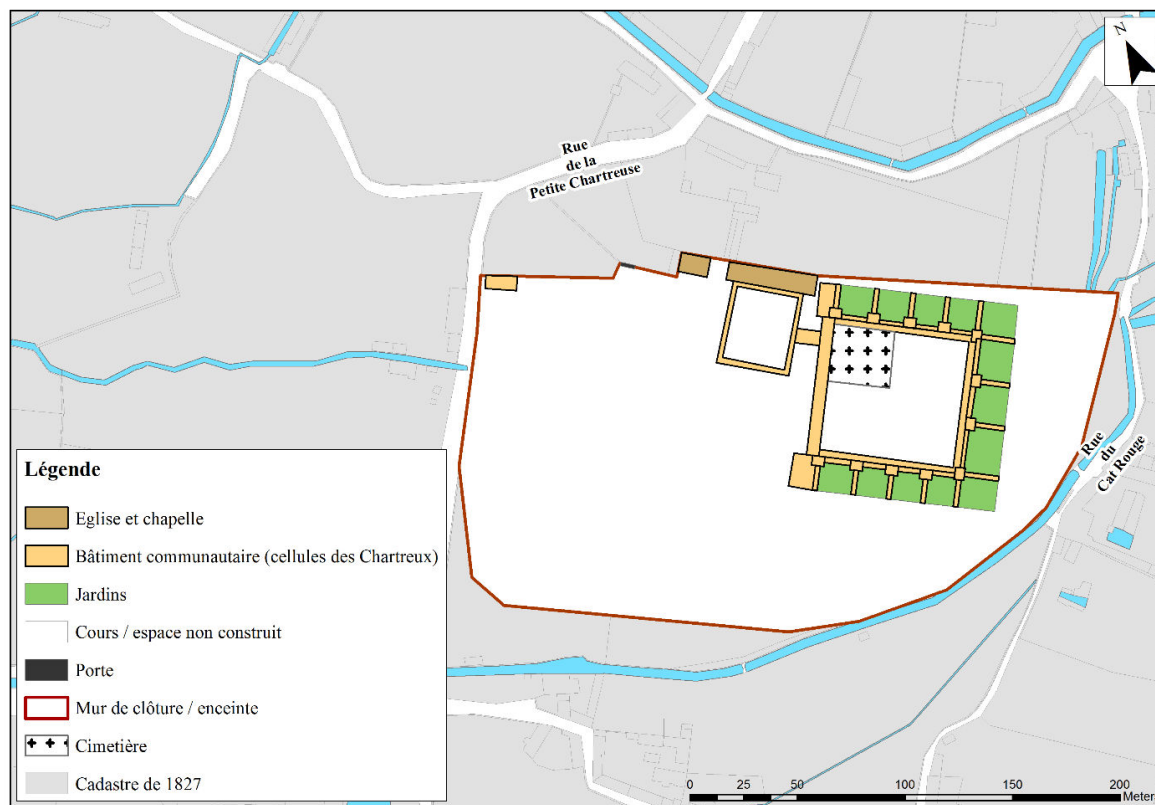 N
Rue
de la
Petite Chartreuse
Rue
du
Cat Rouge
Légende
Eglise et chapelle
Bâtiment communautaire (cellules des Chartreux)
Jardins
Cours / espace non construit
Porte
Mur de clôture / enceinte
Cimetière
Cadastre de 1827
0 25 50 100 150 200
Meters